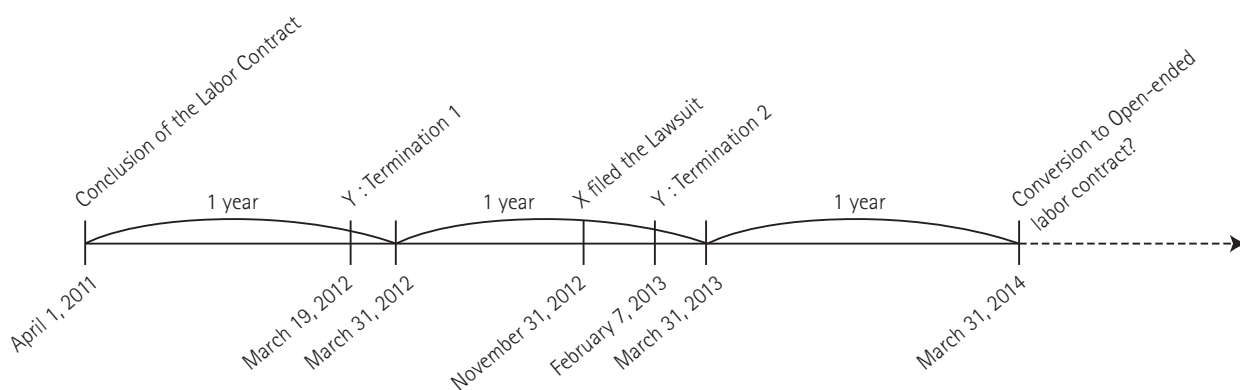 Conclusion of the Labor Contract
Y : Termination 1
X filed the Lawsuit
Y : Termination 2
Conversion to Open-ended
labor contract?
1 year
1 year
1 year
April 1, 2011
March 19, 2012
March 31, 2012
November 31, 2012
February 7, 2013
March 31, 2013
March 31, 2014